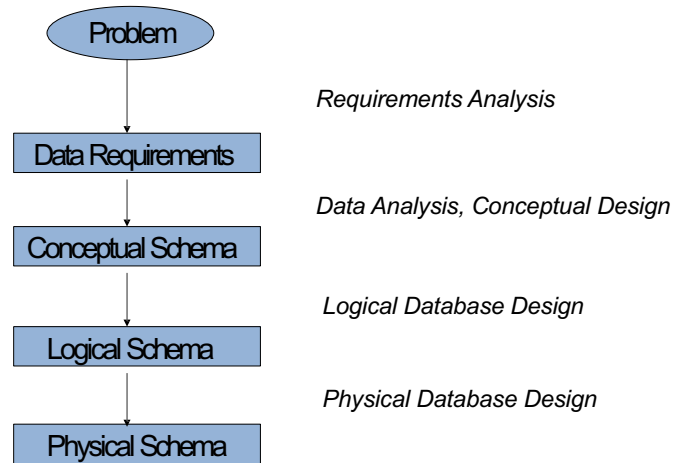 Problem
Requirements Analysis
Data Requirements
Data Analysis, Conceptual Design
Conceptual Schema
Logical Database Design
Logical Schema
Physical Database Design
Physical Schema